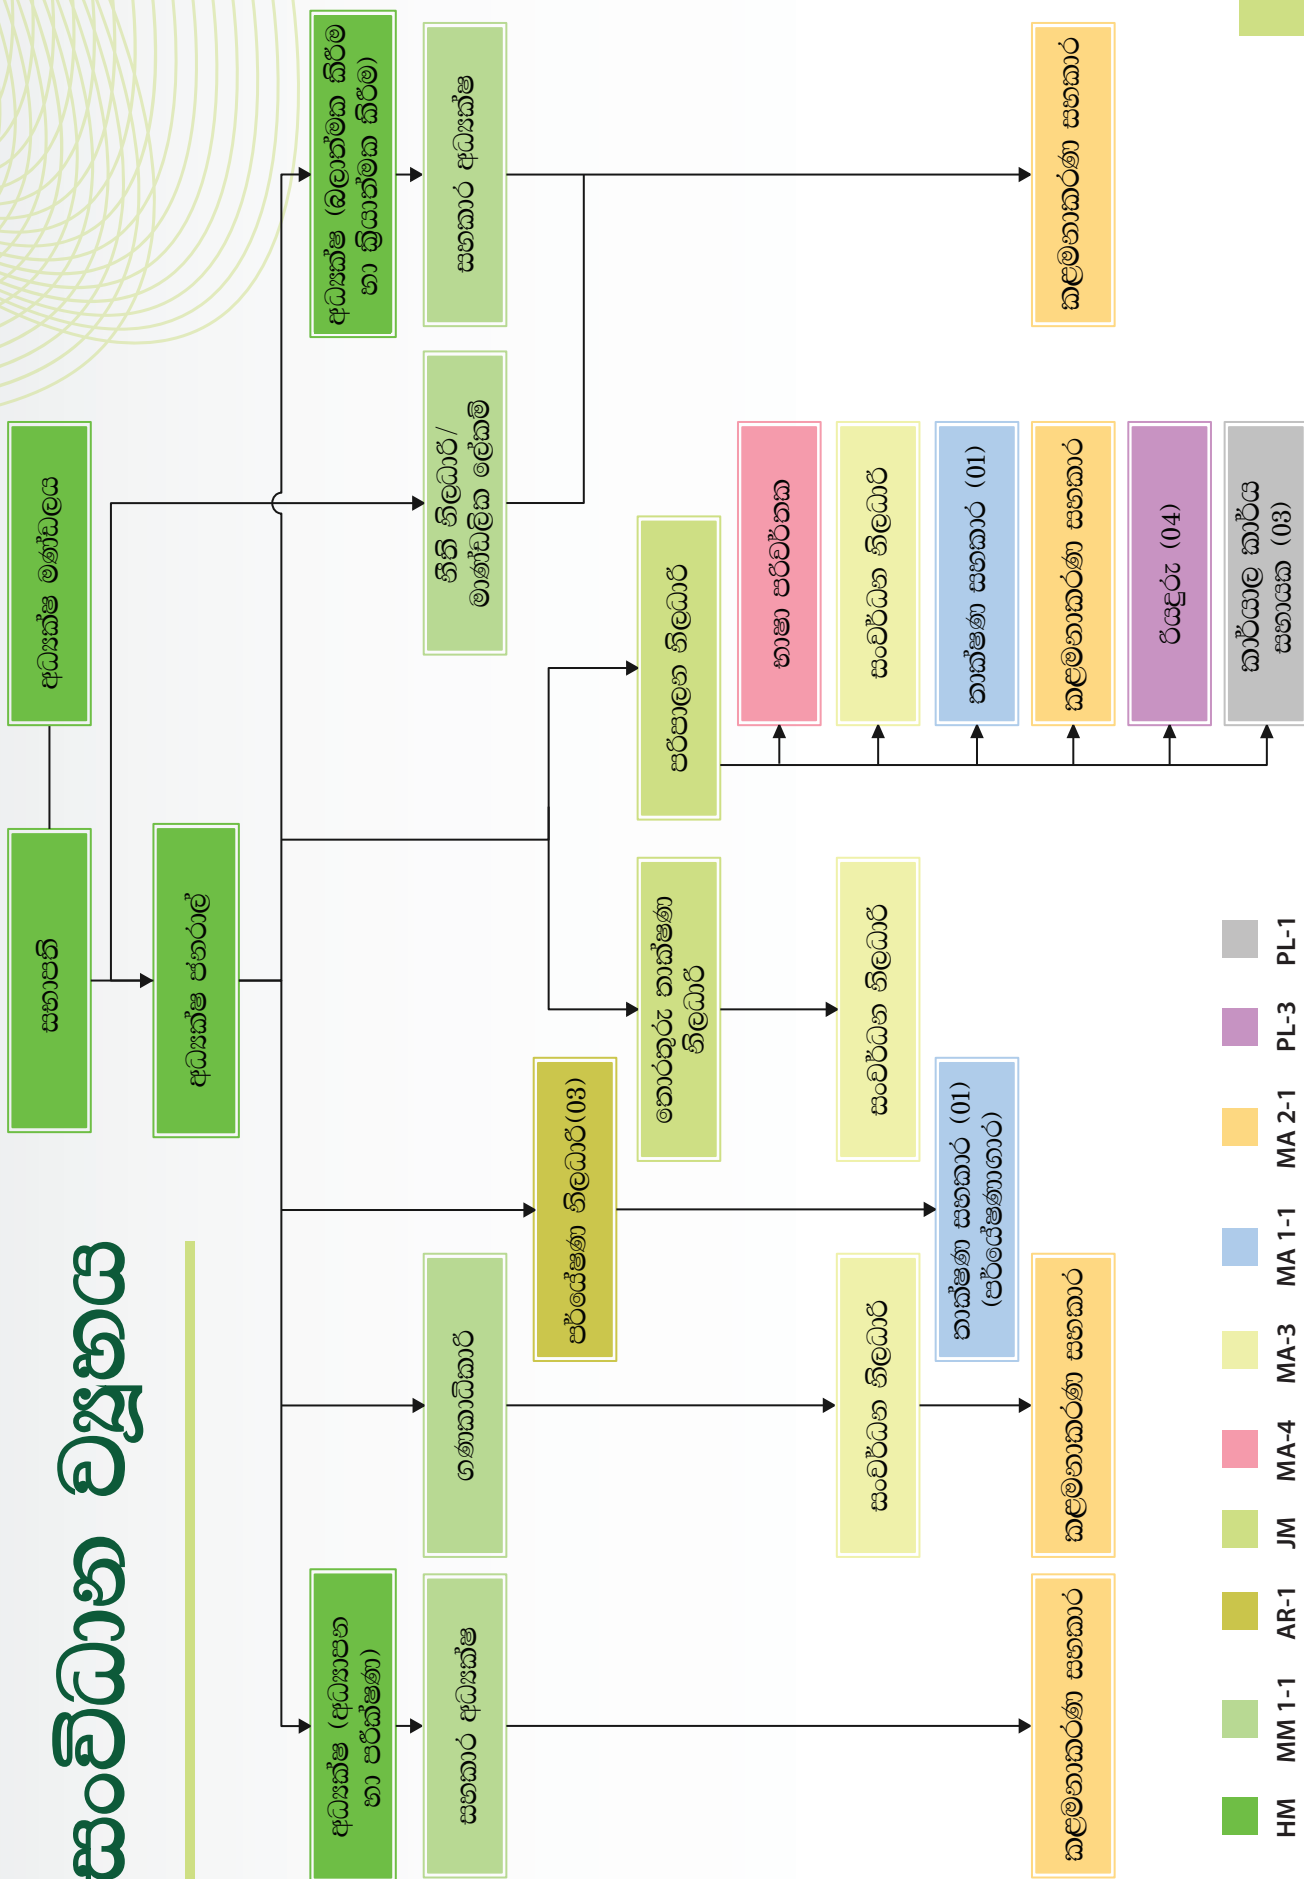 සංවිධාන ව්‍යුහය
සභාපති
අධ්‍යක්ෂ මණ්ඩලය
අධ්‍යක්ෂ ජනරාල්
අධ්‍යක්ෂ (අධ්‍යාපන
හා පරීක්ෂණ)
අධ්‍යක්ෂ (බලාත්මක කිරීම
හා ක්‍රියාත්මක කිරීම)
සහකාර අධ්‍යක්ෂ
ගණකාධිකාරී
නීති නිලධාරී/
මාණ්ඩලික ලේකම්
සහකාර අධ්‍යක්ෂ
පර්යේෂණ නිලධාරී(03)
තොරතුරු තාක්ෂණ
නිලධාරී
පරිපාලන නිලධාරී
භාෂා පරිවර්තක
සංවර්ධන නිලධාරී
සංවර්ධන නිලධාරී
සංවර්ධන නිලධාරී
තාක්ෂණ සහකාර (01)
(පර්යේෂණාගාර)
තාක්ෂණ සහකාර (01)
කළමනාකරණ සහකාර
කළමනාකරණ සහකාර
කළමනාකරණ සහකාර
කළමනාකරණ සහකාර
රියදුරු (04)
කාර්යාල කාර්ය
සහායක (03)
HM
MM 1-1
AR-1
JM
MA-4
MA-3
MA 1-1
MA 2-1
PL-3
PL-1